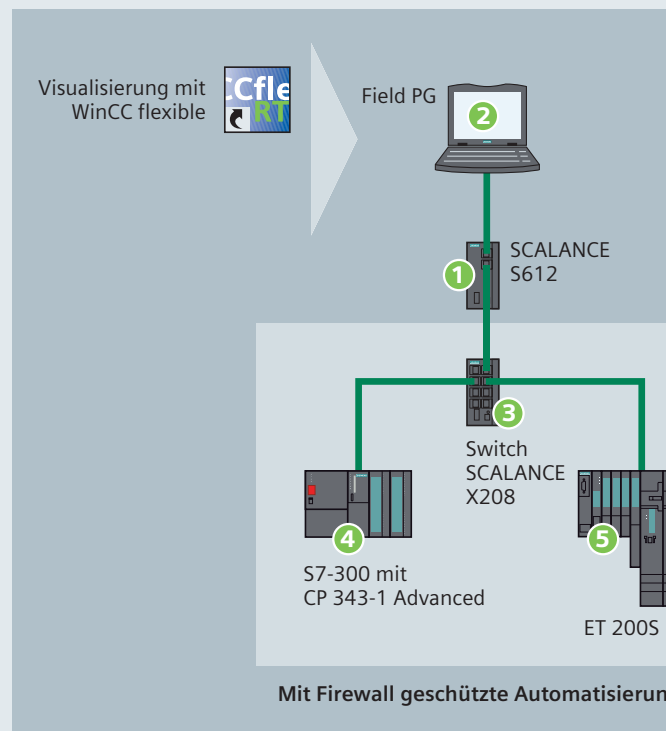 Visualisierung mit
WinCC flexible
CCfle
RT
Field PG
2
SCALANCE
S612
1
3
Switch
SCALANCE
X208
4
5
S7-300 mit
CP 343-1 Advanced
ET 200S
Mit Firewall geschützte Automatisierun